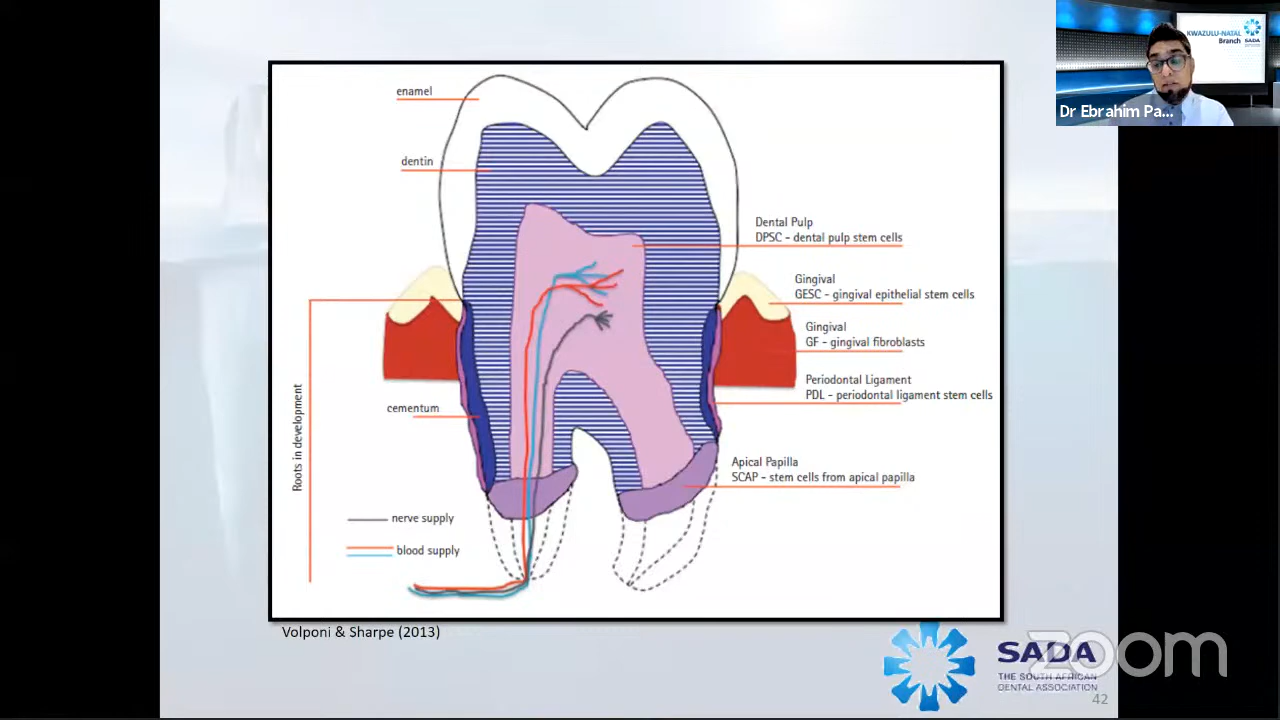 KWAZULU-NATAL
Branch
SADA
Dr Ebrahim Pa...
enamel
dentin
Dental Pulp
DPSC - dental pulp stem cells
Gingival
GESC - gingival epithelial stem cells
Gingival
GF - gingival fibroblasts
Periodontal Ligament
PDL - periodontal ligament stem cells
cementum
Roots in development
Apical Papilla
SCAP - stem cells from apical papilla
nerve supply
blood supply
Volponi & Sharpe (2013)
SADA
THE SOUTH AFRICAN
DENTAL ASSOCIATION
zoom
42